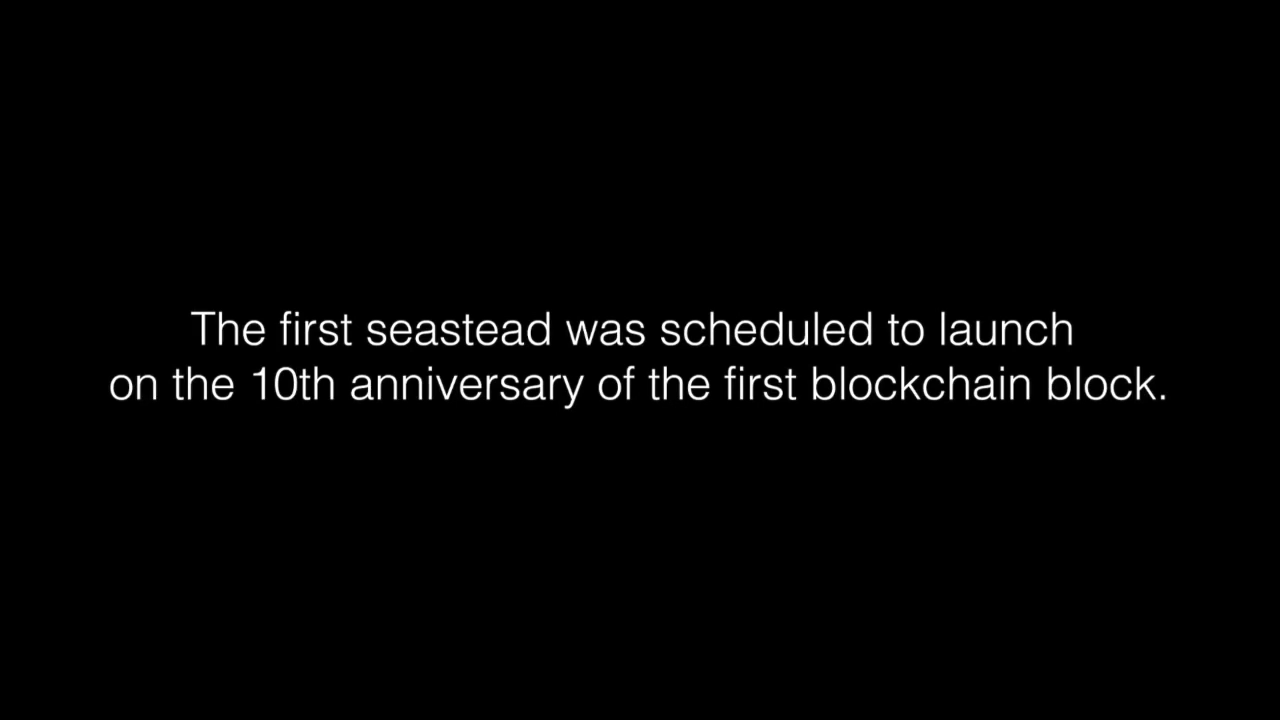 The first seastead was scheduled to launch
on the 10th anniversary of the first blockchain block.